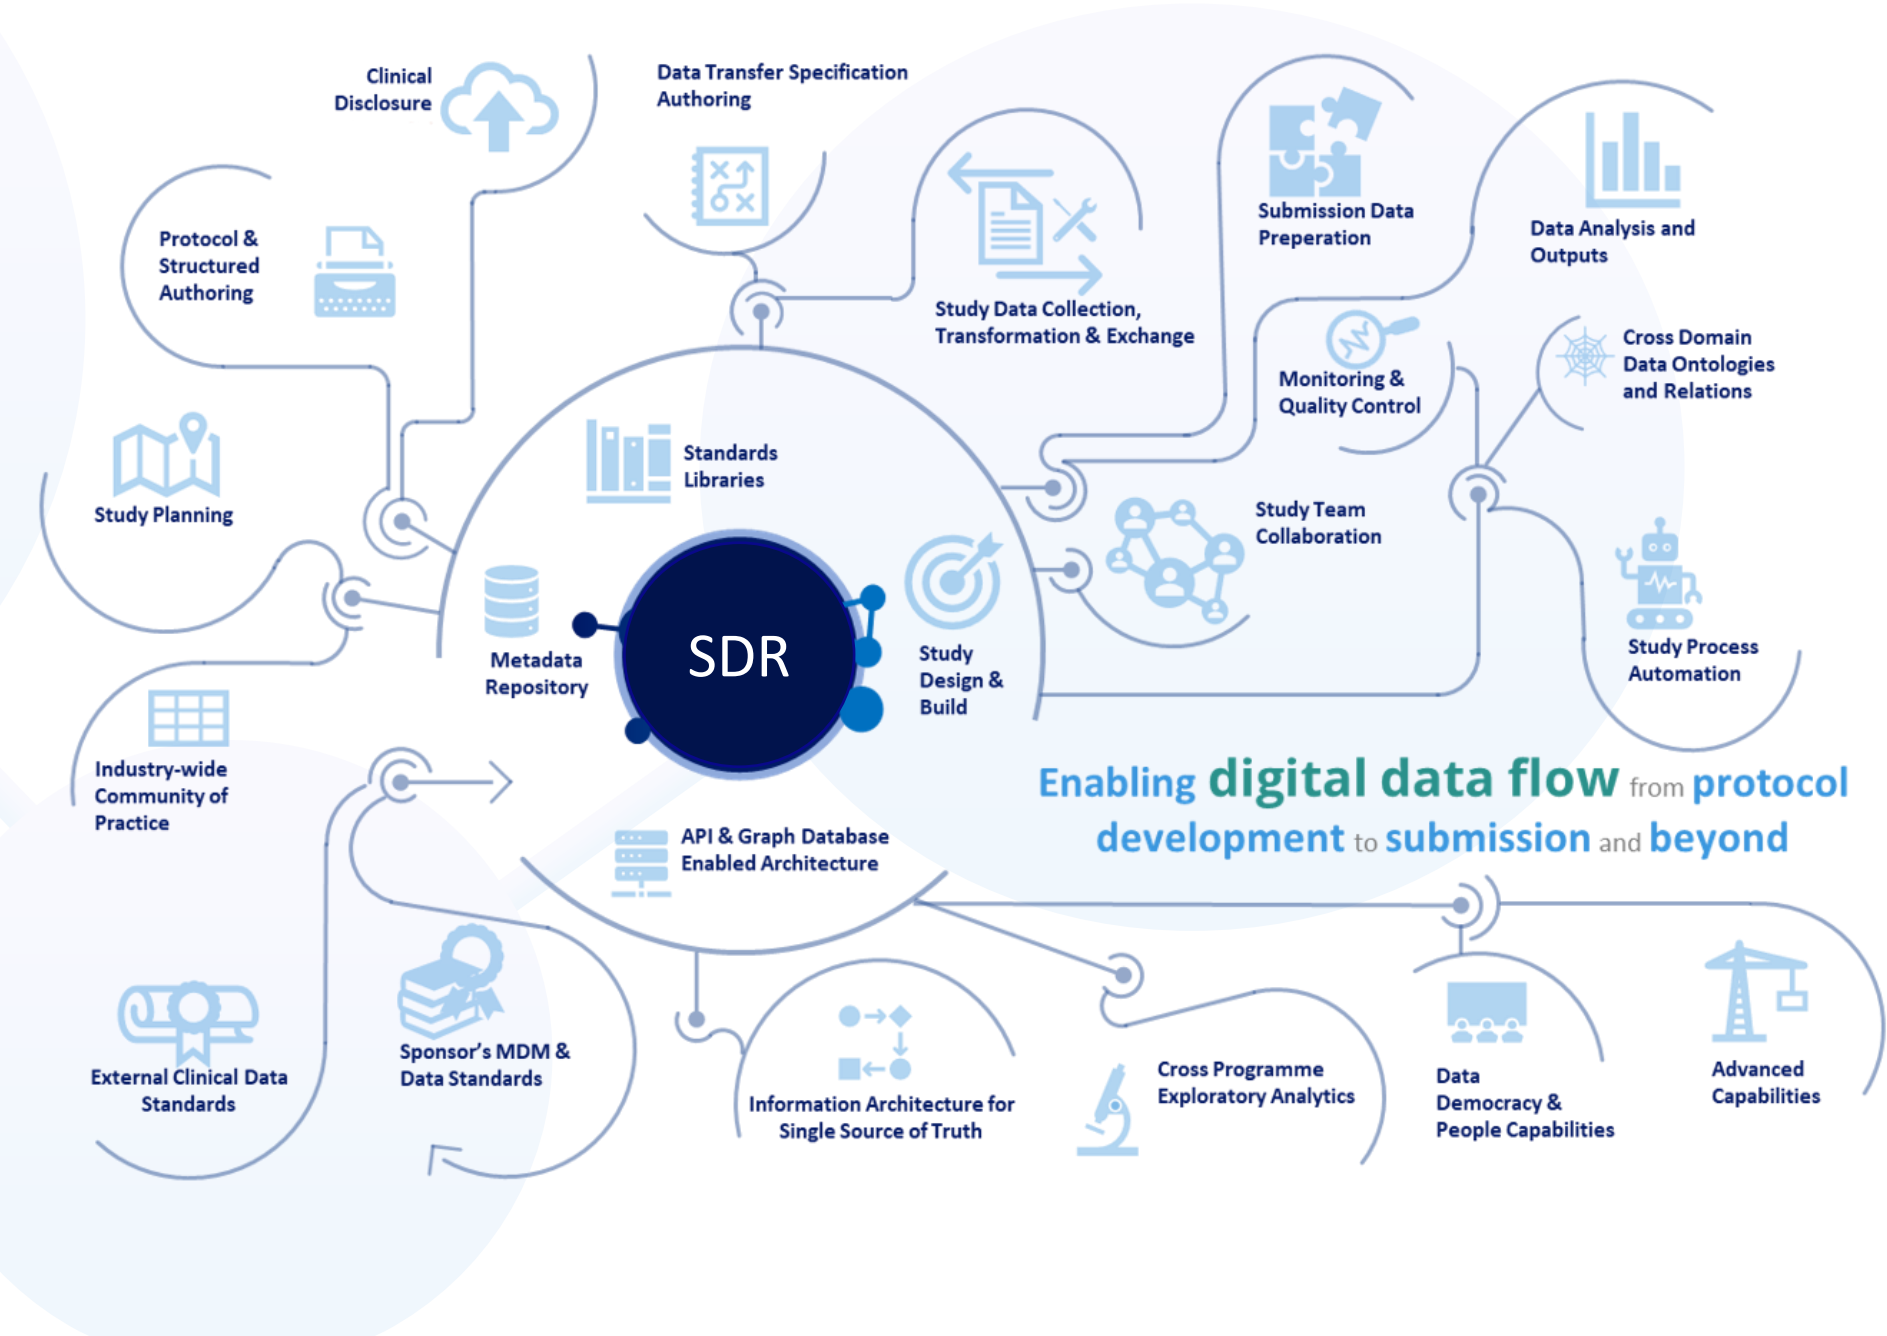 Clinical
Disclosure
Data Transfer Specification
Authoring
Protocol &
Structured
Authoring
Submission Data
Preperation
Data Analysis and
Outputs
Study Data Collection,
Transformation & Exchange
Monitoring &
Quality Control
Cross Domain
Data Ontologies
and Relations
Study Planning
Standards
Libraries
Study Team
Collaboration
Metadata
Repository
SDR
Study
Design &
Build
Study Process
Automation
Industry-wide
Community of
Practice
Enabling digital data flow from protocol
development to submission and beyond
API & Graph Database
Enabled Architecture
External Clinical Data
Standards
Sponsor's MDM &
Data Standards
Information Architecture for
Single Source of Truth
Cross Programme
Exploratory Analytics
Data
Democracy &
People Capabilities
Advanced
Capabilities